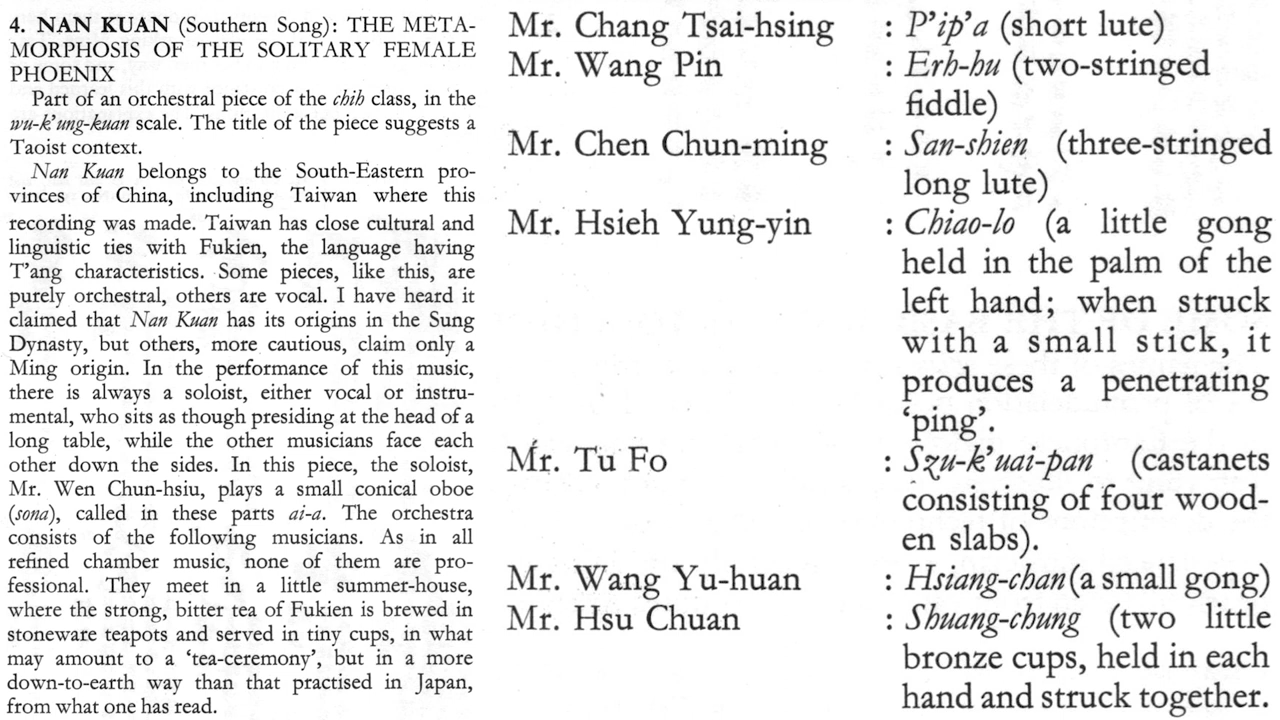 4. NAN KUAN (Southern Song): THE META-
MORPHOSIS OF THE SOLITARY FEMALE
PHOENIX
Part of an orchestral piece of the chih class, in the
wu-k’ung-kuan scale. The title of the piece suggests a
Taoist context.
Nan Kuan belongs to the South-Eastern pro-
vinces of China, including Taiwan where this
recording was made. Taiwan has close cultural and
linguistic ties with Fukien, the language having
T’ang characteristics. Some pieces, like this, are
purely orchestral, others are vocal. I have heard it
claimed that Nan Kuan has its origins in the Sung
Dynasty, but others, more cautious, claim only a
Ming origin. In the performance of this music,
there is always a soloist, either vocal or instru-
mental, who sits as though presiding at the head of a
long table, while the other musicians face each
other down the sides. In this piece, the soloist,
Mr. Wen Chun-hsiu, plays a small conical oboe
(sona), called in these parts ai-a. The orchestra
consists of the following musicians. As in all
refined chamber music, none of them are pro-
fessional. They meet in a little summer-house,
where the strong, bitter tea of Fukien is brewed in
stoneware teapots and served in tiny cups, in what
may amount to a ‘tea-ceremony’, but in a more
down-to-earth way than that practised in Japan,
from what one has read.
Mr. Chang Tsai-hsing : P’ip’a (short lute)
Mr. Wang Pin : Erh-hu (two-stringed
fiddle)
Mr. Chen Chun-ming : San-shien (three-stringed
long lute)
Mr. Hsieh Yung-yin : Chiao-lo (a little gong
held in the palm of the
left hand; when struck
with a small stick, it
produces a penetrating
‘ping’.
Mr. Tu Fo : Szu-k’uai-pan (castanets
consisting of four wood-
en slabs).
Mr. Wang Yu-huan : Hsiang-chan (a small gong)
Mr. Hsu Chuan : Shuang-chung (two little
bronze cups, held in each
hand and struck together.